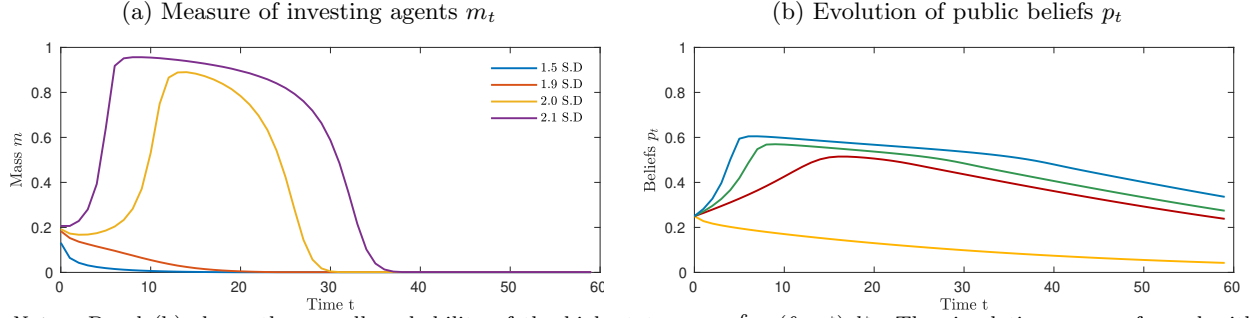 (a) Measure of investing agents m_t
(b) Evolution of public beliefs p_t
1
0.8
0.6
0.4
0.2
0
Mass m
1.5 S.D
1.9 S.D
2.0 S.D
2.1 S.D
0 10 20 30 40 50 60
Time t
1
0.8
0.6
0.4
0.2
0
Beliefs p_t
0 10 20 30 40 50 60
Time t